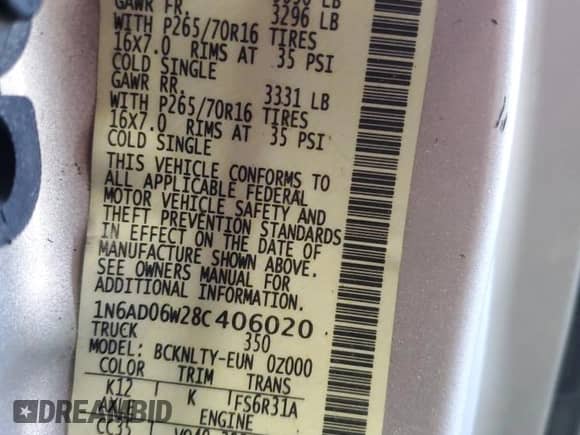 GAWR FR. 3296 LB
WITH P265/70R16 TIRES
16X7.0 RIMS AT 35 PSI
COLD SINGLE
GAWR RR. 3331 LB
WITH P265/70R16 TIRES
16X7.0 RIMS AT 35 PSI
COLD SINGLE
THIS VEHICLE CONFORMS TO
ALL APPLICABLE FEDERAL
MOTOR VEHICLE SAFETY AND
THEFT PREVENTION STANDARDS
IN EFFECT ON THE DATE OF
MANUFACTURE SHOWN ABOVE.
SEE OWNERS MANUAL FOR
ADDITIONAL INFORMATION
1N6AD06W28C406020
TRUCK 350
MODEL: BCKNLTY-EUN 0Z000
COLOR TRIM TRANS
K12 K FS6R31A
ENGINE
DREAMBID